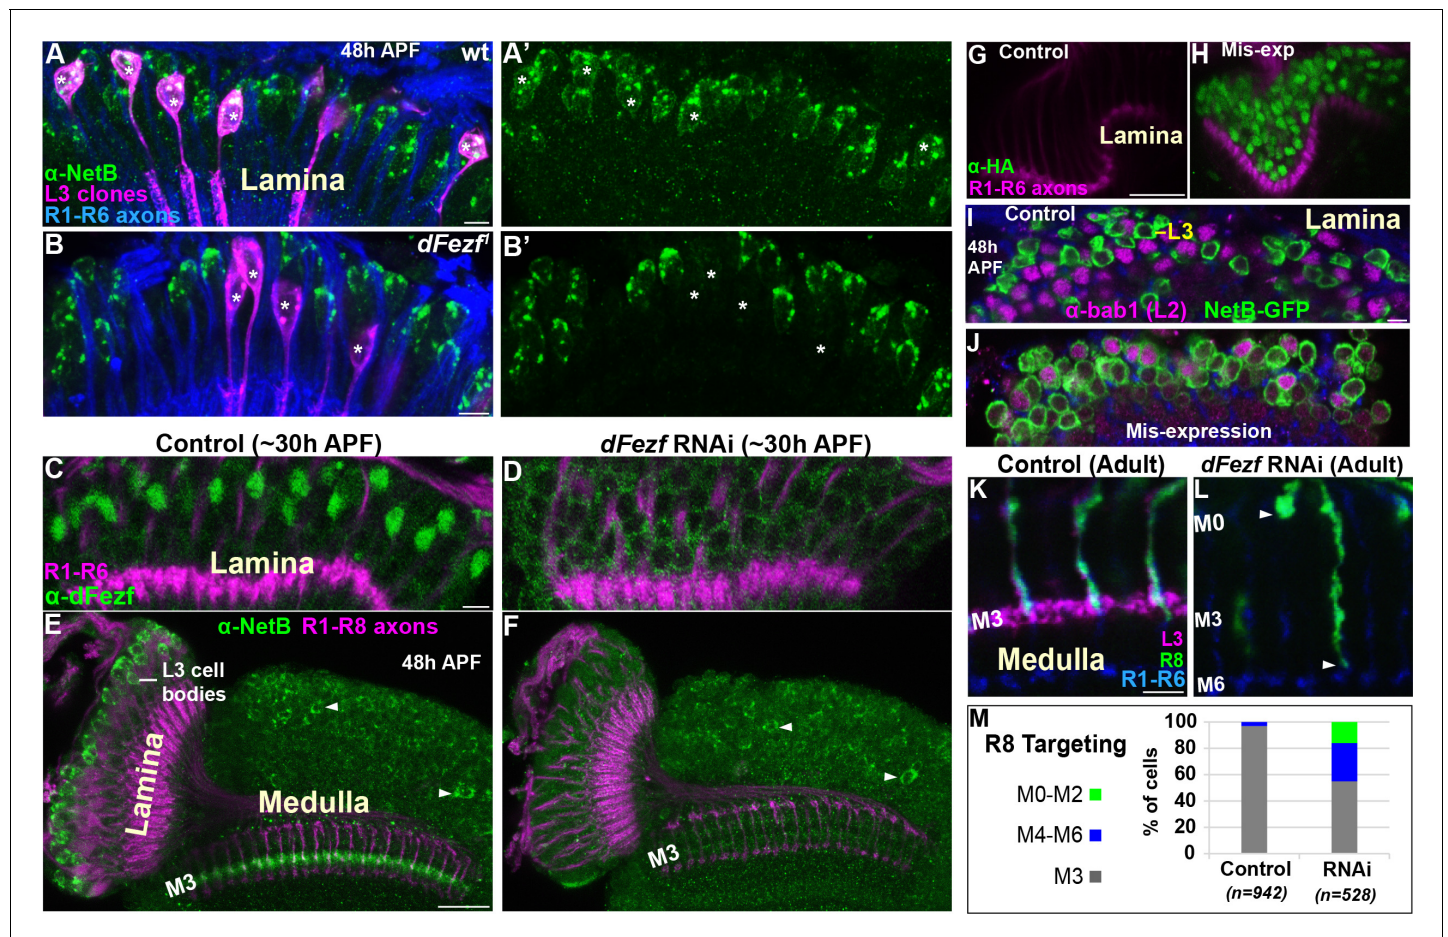 A
48h APF
wt
*
*
*
*
*
α-NetB
L3 clones
R1-R6 axons
Lamina
A’
*
*
*
*
*
B
dFezf¹
*
*
*
*
B’
*
*
*
*
Control (~30h APF)
dFezf RNAi (~30h APF)
C
Lamina
R1-R6
α-dFezf
D
E
α-NetB R1-R8 axons
48h APF
L3 cell
bodies
Lamina
Medulla
M3
F
M3
G
Control
Lamina
α-HA
R1-R6 axons
H
Mis-exp
I
Control
Lamina
48h
APF
–L3
α-bab1 (L2) NetB-GFP
J
Mis-expression
Control (Adult)
dFezf RNAi (Adult)
K
M3
L3
R8
Medulla
R1-R6
L
M0
M3
M6
M
R8 Targeting
M0-M2
M4-M6
M3
% of cells
100
80
60
40
20
0
Control
RNAi
(n=942)
(n=528)